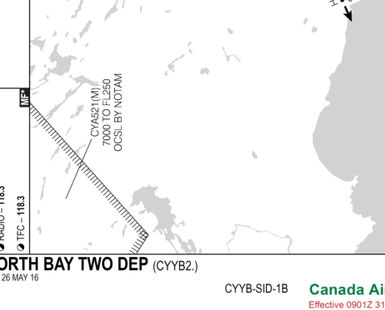 MF
CYA521(M)
7000 TO FL250
OCSL BY NOTAM
RADIO – 118.3
TFC – 118.3
ORTH BAY TWO DEP (CYYB2.)
26 MAY 16
CYYB-SID-1B
Canada Air
Effective 0901Z 31